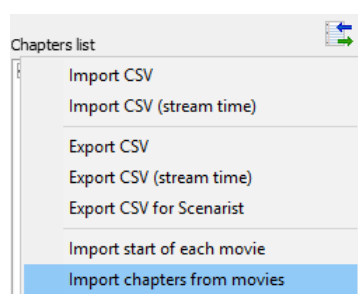 Chapters list
Import CSV
Import CSV (stream time)
Export CSV
Export CSV (stream time)
Export CSV for Scenarist
Import start of each movie
Import chapters from movies